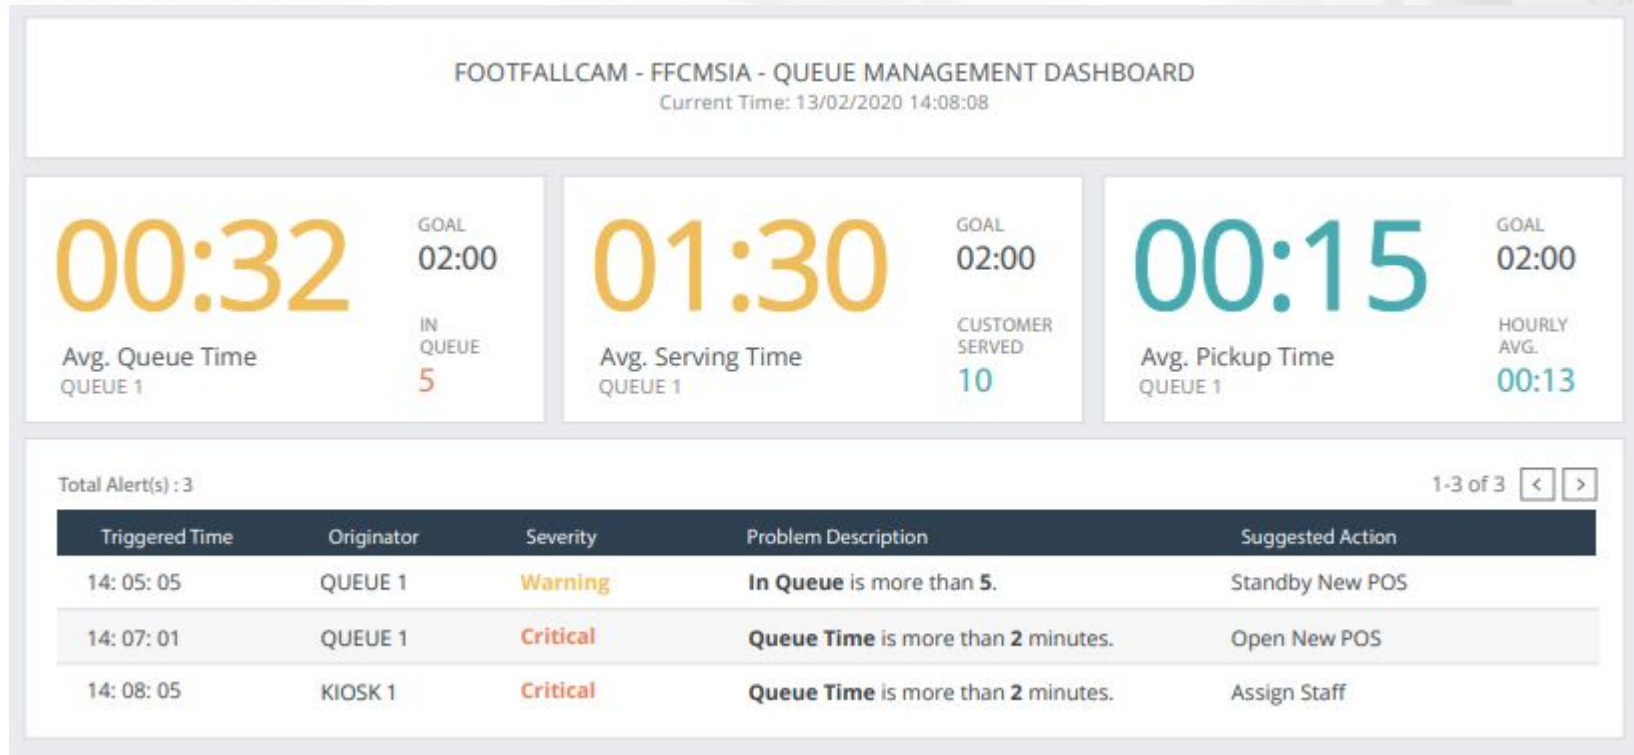 FOOTFALLCAM - FFCMSIA - QUEUE MANAGEMENT DASHBOARD
Current Time: 13/02/2020 14:08:08
00:32
Avg. Queue Time
QUEUE 1
GOAL
02:00
IN
QUEUE
5
01:30
Avg. Serving Time
QUEUE 1
GOAL
02:00
CUSTOMER
SERVED
10
00:15
Avg. Pickup Time
QUEUE 1
GOAL
02:00
HOURLY
AVG.
00:13
Total Alert(s) : 3
1-3 of 3 < >
Triggered Time Originator Severity Problem Description Suggested Action
14: 05: 05 QUEUE 1 Warning In Queue is more than 5. Standby New POS
14: 07: 01 QUEUE 1 Critical Queue Time is more than 2 minutes. Open New POS
14: 08: 05 KIOSK 1 Critical Queue Time is more than 2 minutes. Assign Staff